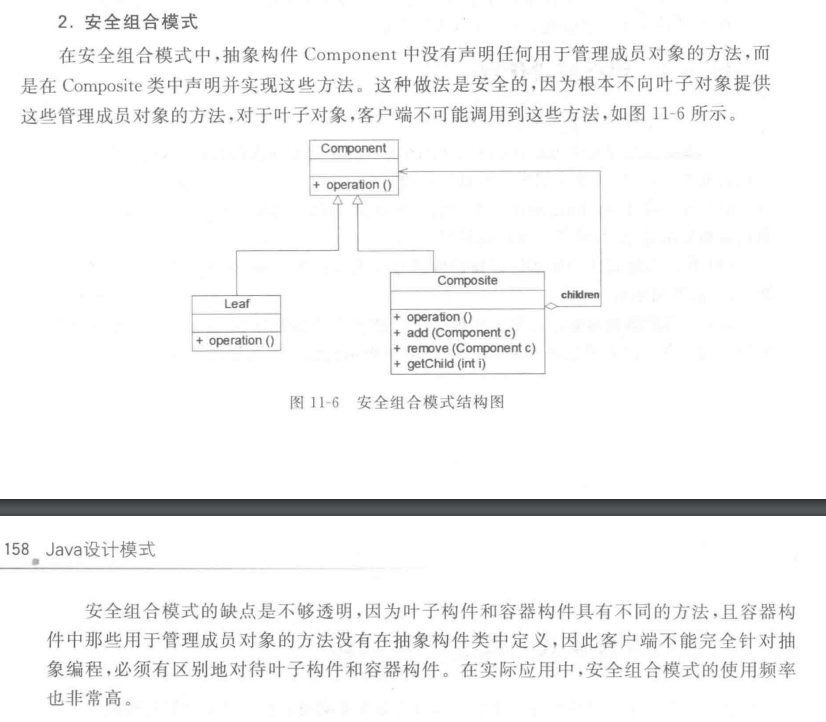 2. 安全组合模式
在安全组合模式中,抽象构件 Component 中没有声明任何用于管理成员对象的方法,而
是在 Composite 类中声明并实现这些方法。这种做法是安全的,因为根本不向叶子对象提供
这些管理成员对象的方法,对于叶子对象,客户端不可能调用到这些方法,如图 11-6 所示。
Component
+ operation ()
Composite
children
Leaf
+ operation ()
+ operation ()
+ add (Component c)
+ remove (Component c)
+ getChild (int i)
图 11-6 安全组合模式结构图
158 Java设计模式
安全组合模式的缺点是不够透明,因为叶子构件和容器构件具有不同的方法,且容器构
件中那些用于管理成员对象的方法没有在抽象构件类中定义,因此客户端不能完全针对抽
象编程,必须有区别地对待叶子构件和容器构件。在实际应用中,安全组合模式的使用频率
也非常高。